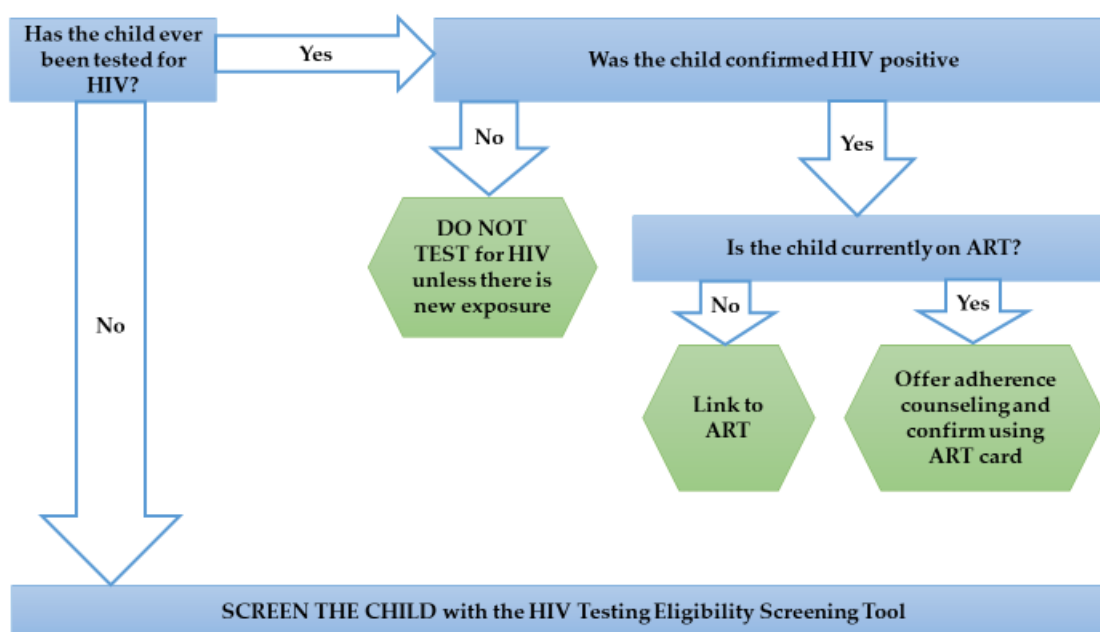 Has the child ever
been tested for
HIV?
Yes
Was the child confirmed HIV positive
No
Yes
DO NOT
TEST for HIV
unless there is
new exposure
Is the child currently on ART?
No
Yes
Link to
ART
Offer adherence
counseling and
confirm using
ART card
No
SCREEN THE CHILD with the HIV Testing Eligibility Screening Tool